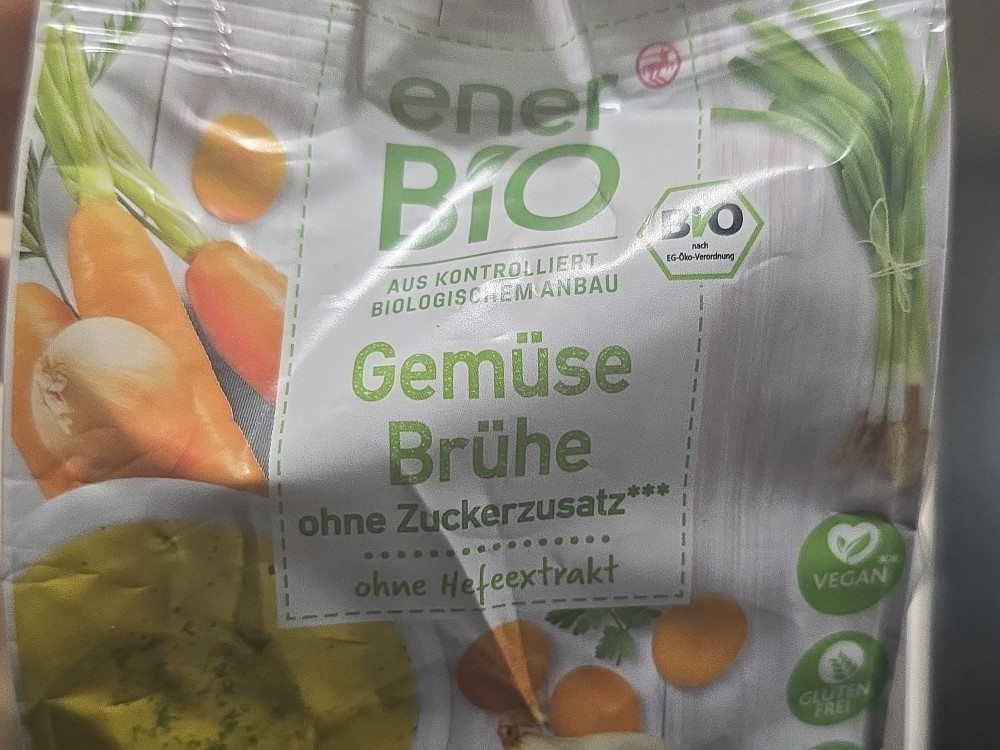 ener
BiO
AUS KONTROLLIERT
BIOLOGISCHEM ANBAU
BiO
nach
EG-Öko-Verordnung
Gemüse
Brühe
ohne Zuckerzusatz***
ohne Hefeextrakt
VEGAN**
GLUTEN
FREI